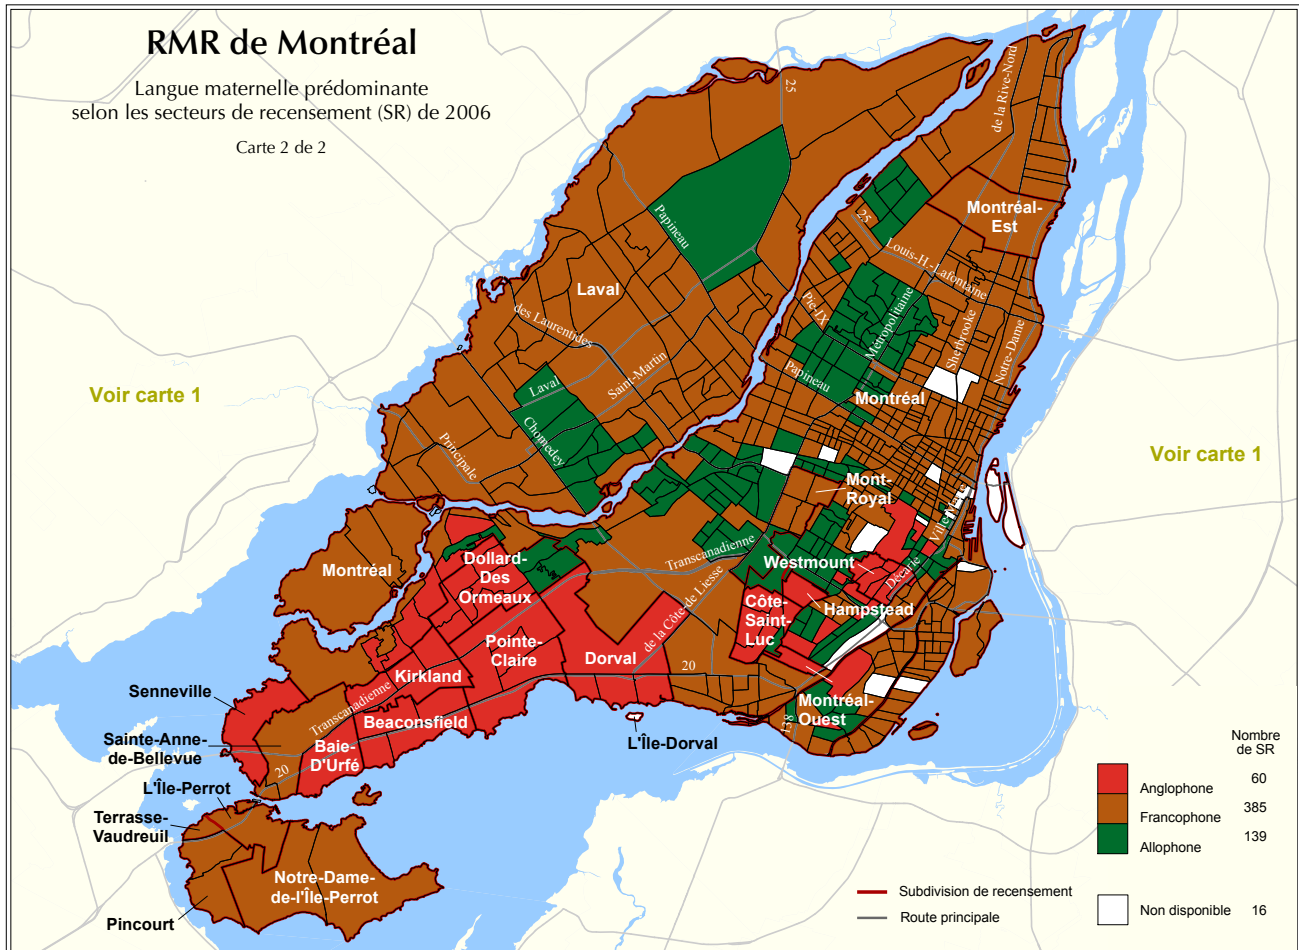 RMR de Montréal
Langue maternelle prédominante
selon les secteurs de recensement (SR) de 2006
Carte 2 de 2
25
de la Rive-Nord
Papineau
25
Montréal-
Est
Louis-H.-Lafontaine
Laval
des Laurentides
Pie-IX
Métropolitaine
Sherbrooke
Notre-Dame
Saint-Martin
Papineau
Laval
Voir carte 1
Montréal
Chomedey
Principale
Voir carte 1
Mont-
Royal
Ville-Marie
Transcanadienne
Dollard-
Des
Ormeaux
Montréal
Westmount
Décarie
Côte-
Saint-
Luc
Hampstead
de la Côte-de Liesse
Pointe-
Claire
Dorval
20
Kirkland
Senneville
Transcanadienne
Beaconsfield
Montréal-
Ouest
138
Sainte-Anne-
de-Bellevue
Baie-
D'Urfé
L'Île-Dorval
20
L'Île-Perrot
Terrasse-
Vaudreuil
Notre-Dame-
de-l'Île-Perrot
Pincourt
Nombre
de SR
Anglophone 60
Francophone 385
Allophone 139
Subdivision de recensement
Route principale
Non disponible 16